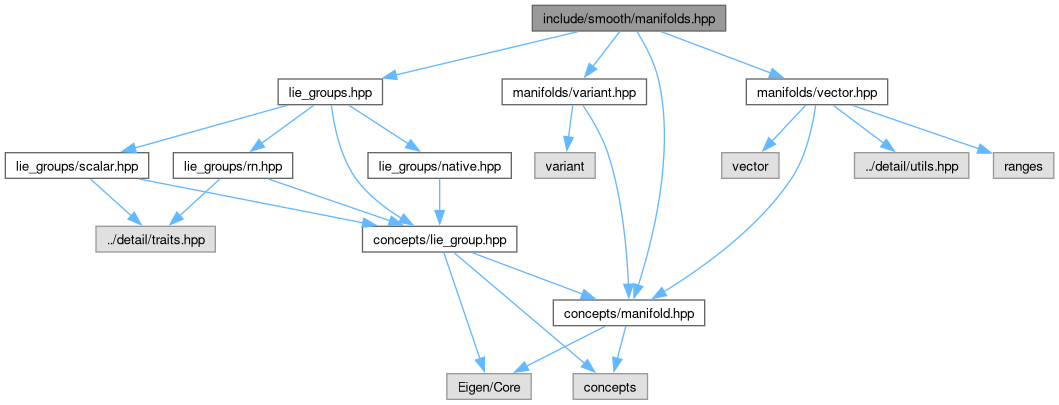 include/smooth/manifolds.hpp
lie_groups.hpp
manifolds/variant.hpp
manifolds/vector.hpp
lie_groups/scalar.hpp
lie_groups/rn.hpp
lie_groups/native.hpp
variant
vector
../detail/utils.hpp
ranges
../detail/traits.hpp
concepts/lie_group.hpp
concepts/manifold.hpp
Eigen/Core
concepts